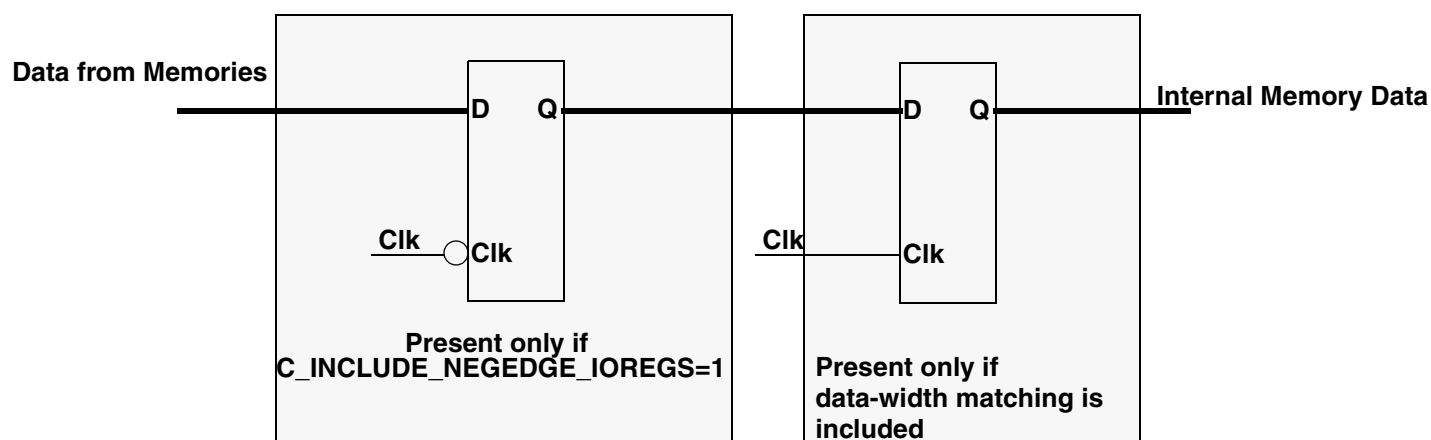 Data from Memories
D Q
D Q
Internal Memory Data
Clk
Clk
Clk
Clk
Present only if
C_INCLUDE_NEGEDGE_IOREGS=1
Present only if
data-width matching is
included